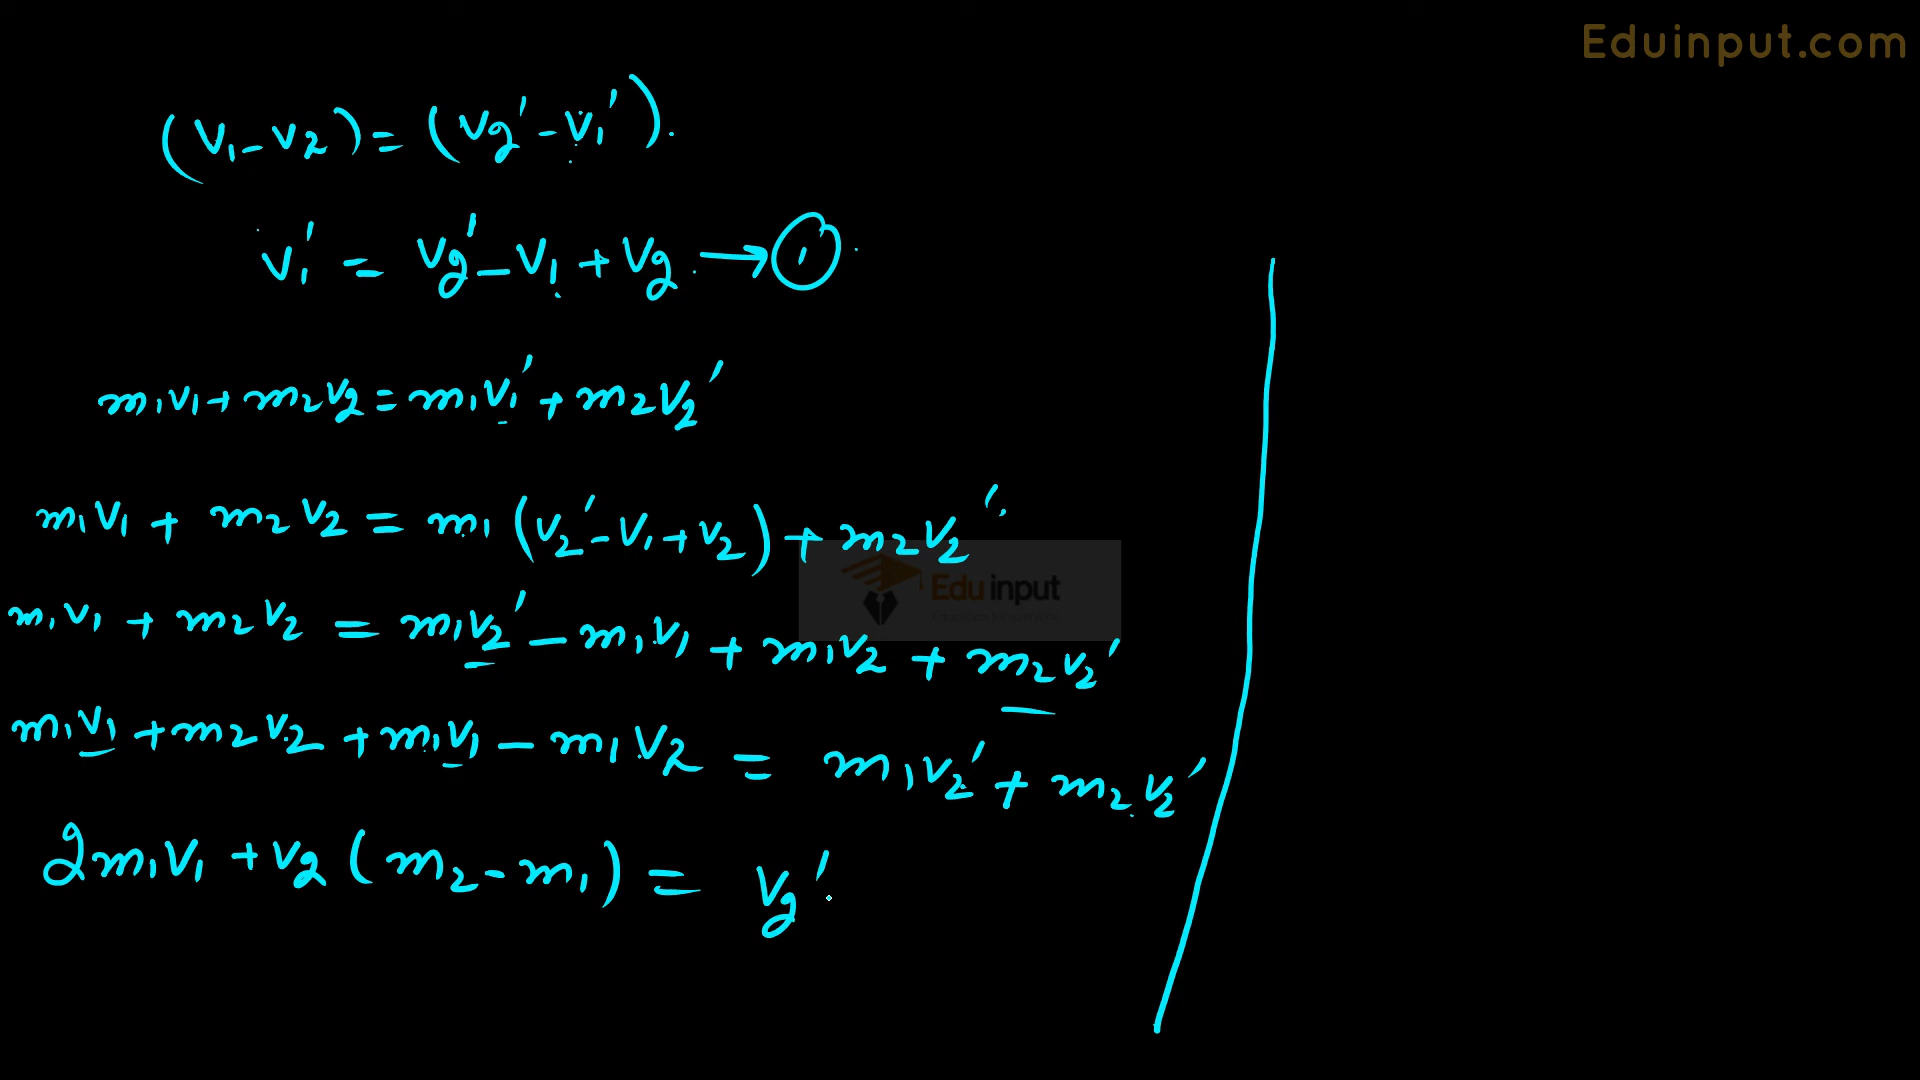 Eduinput.com
(v₁ - v₂) = (v₂' - v₁').
v₁' = v₂' - v₁ + v₂ → ①
m₁v₁ + m₂v₂ = m₁v₁' + m₂v₂'
m₁v₁ + m₂v₂ = m₁(v₂' - v₁ + v₂) + m₂v₂'
Eduinput
m₁v₁ + m₂v₂ = m₁v₂' - m₁v₁ + m₁v₂ + m₂v₂'
m₁v₁ + m₂v₂ + m₁v₁ - m₁v₂ = m₁v₂' + m₂v₂'
2m₁v₁ + v₂(m₂ - m₁) = v₂'